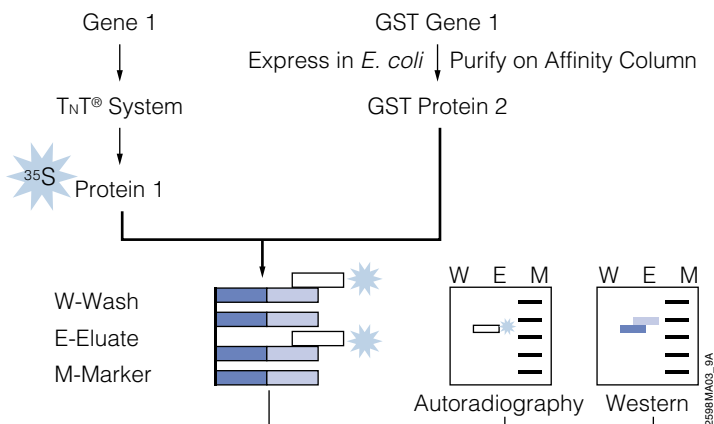 Gene 1
GST Gene 1
Express in E. coli
Purify on Affinity Column
TNT® System
GST Protein 2
35S
Protein 1
W E M
W E M
W-Wash
E-Eluate
M-Marker
Autoradiography
Western
2598MA03_9A